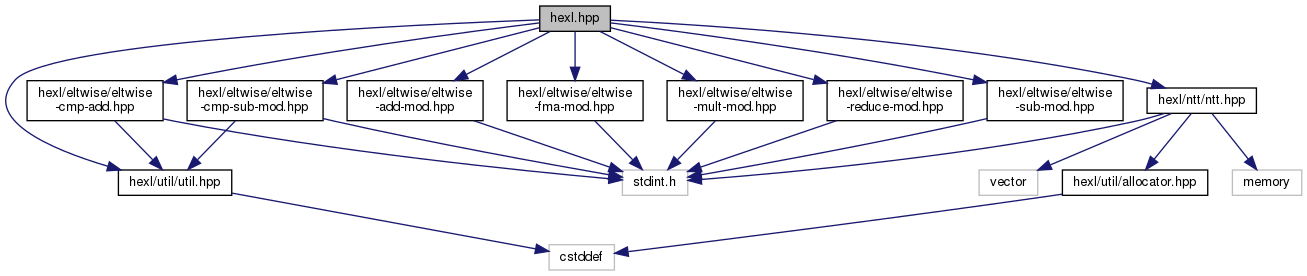 hexl.hpp
hexl/eltwise/eltwise
-cmp-add.hpp
hexl/eltwise/eltwise
-cmp-sub-mod.hpp
hexl/eltwise/eltwise
-add-mod.hpp
hexl/eltwise/eltwise
-fma-mod.hpp
hexl/eltwise/eltwise
-mult-mod.hpp
hexl/eltwise/eltwise
-reduce-mod.hpp
hexl/eltwise/eltwise
-sub-mod.hpp
hexl/ntt/ntt.hpp
hexl/util/util.hpp
stdint.h
vector
hexl/util/allocator.hpp
memory
cstddef